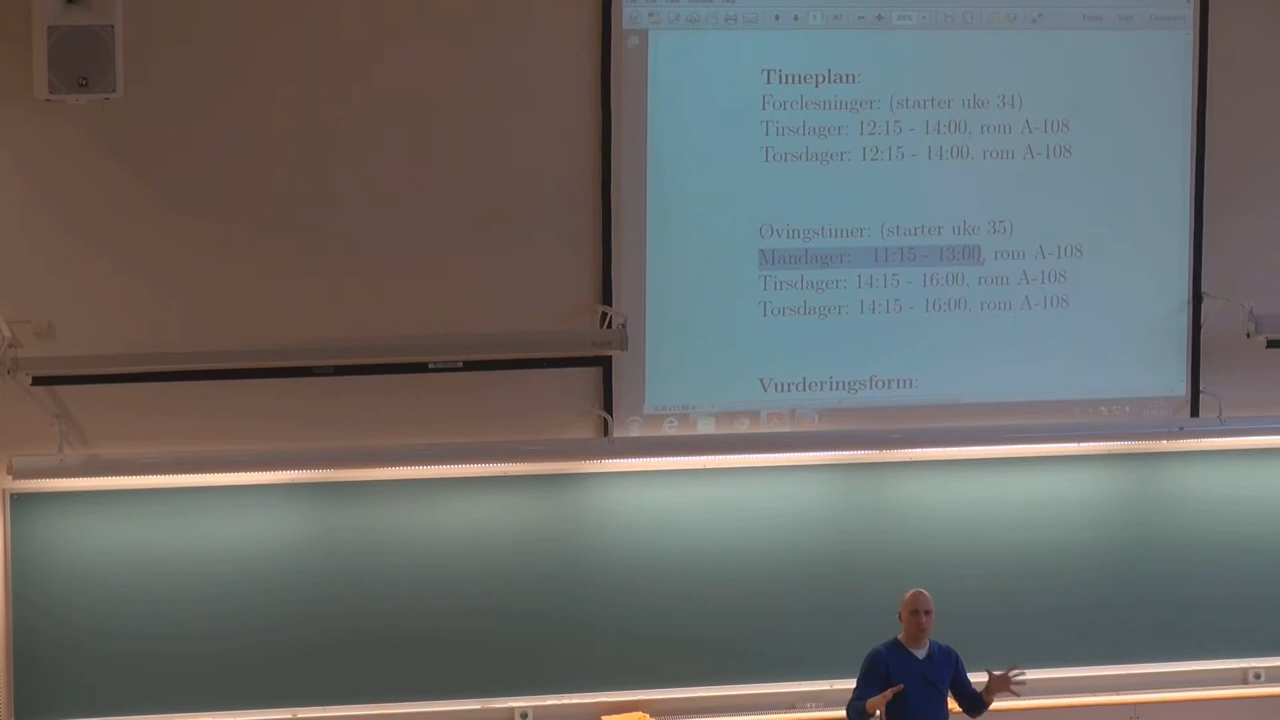 Timeplan:
Forelesninger: (starter uke 34)
Tirsdager: 12:15 - 14:00, rom A-108
Torsdager: 12:15 - 14:00, rom A-108
Øvingstimer: (starter uke 35)
Mandager: 11:15 - 13:00, rom A-108
Tirsdager: 14:15 - 16:00, rom A-108
Torsdager: 14:15 - 16:00, rom A-108
Vurderingsform: